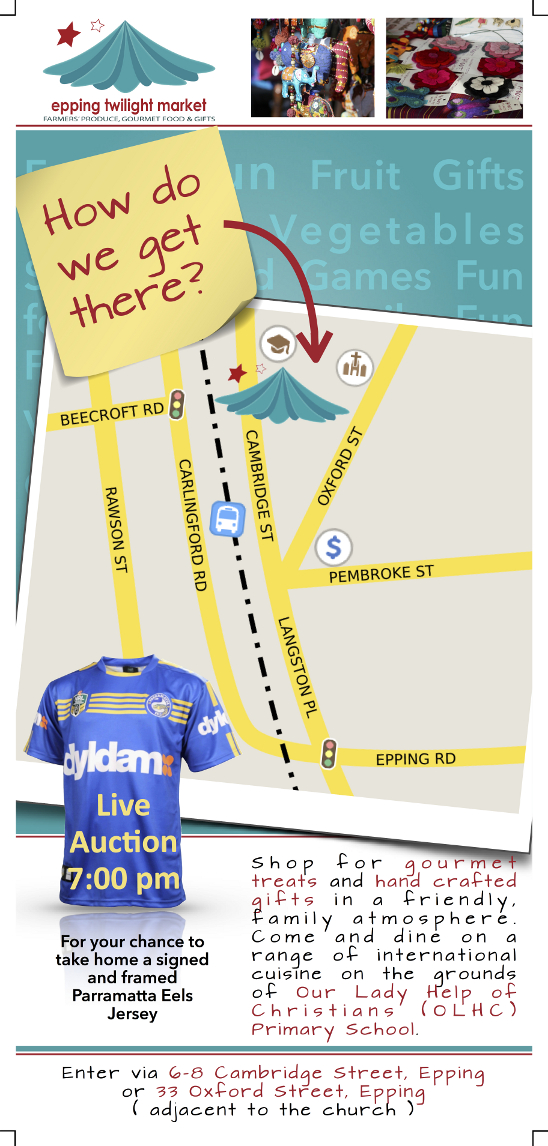 epping twilight market
FARMERS' PRODUCE, GOURMET FOOD & GIFTS
Fruit Gifts
Vegetables
Games Fun
Fun
How do
we get
there?
BEECROFT RD
RAWSON ST
CARLINGFORD RD
CAMBRIDGE ST
OXFORD ST
$
PEMBROKE ST
LANGSTON PL
EPPING RD
dyldam
Live
Auction
7:00 pm
For your chance to
take home a signed
and framed
Parramatta Eels
Jersey
Shop for gourmet
treats and hand crafted
gifts in a friendly,
family atmosphere.
Come and dine on a
range of international
cuisine on the grounds
of Our Lady Help of
Christians (OLHC)
Primary School.
Enter via 6-8 Cambridge Street, Epping
or 33 Oxford Street, Epping
( adjacent to the church )